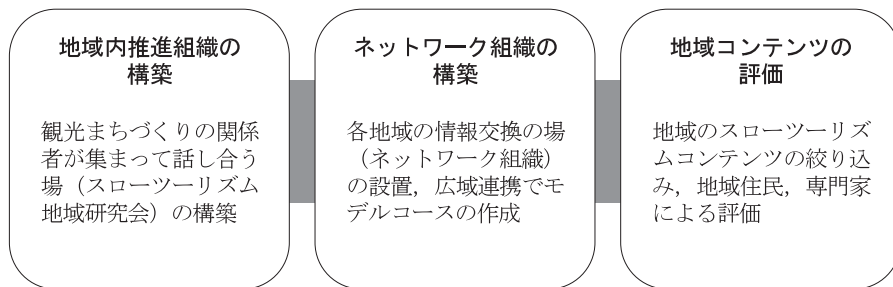 地域内推進組織の
構築
観光まちづくりの関係
者が集まって話し合う
場（スローツーリズム
地域研究会）の構築
ネットワーク組織の
構築
各地域の情報交換の場
（ネットワーク組織）
の設置，広域連携でモ
デルコースの作成
地域コンテンツの
評価
地域のスローツーリズ
ムコンテンツの絞り込
み，地域住民，専門家
による評価